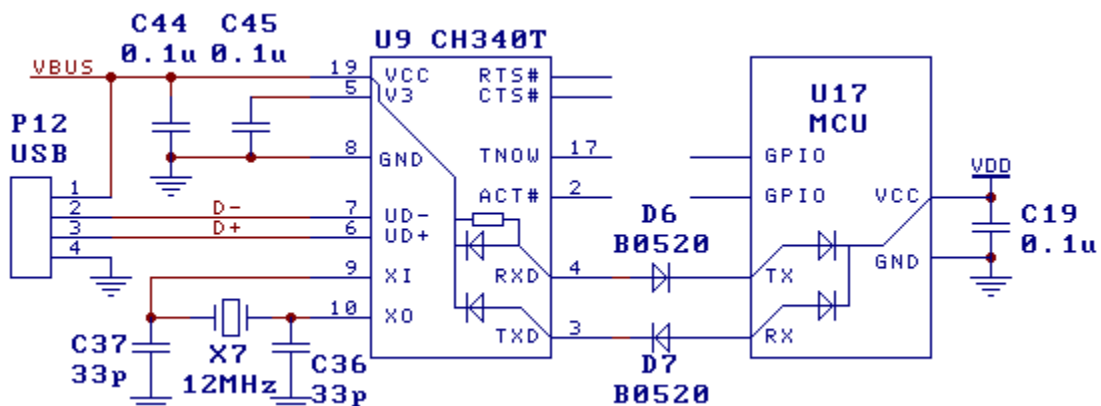 C44 C45
0.1u 0.1u
U9 CH340T
VBUS
19 VCC RTS#
5 V3 CTS#
U17
MCU
P12
USB
8 GND TNOW 17 GPIO
VDD
1 ACT# 2 GPIO VCC
2 D- 7 UD-
3 D+ 6 UD+
4
D6
B0520
C19
0.1u
GND
9 XI RXD 4 TX
10 XO TXD 3 RX
C37
33p
X7
12MHz
C36
33p
D7
B0520